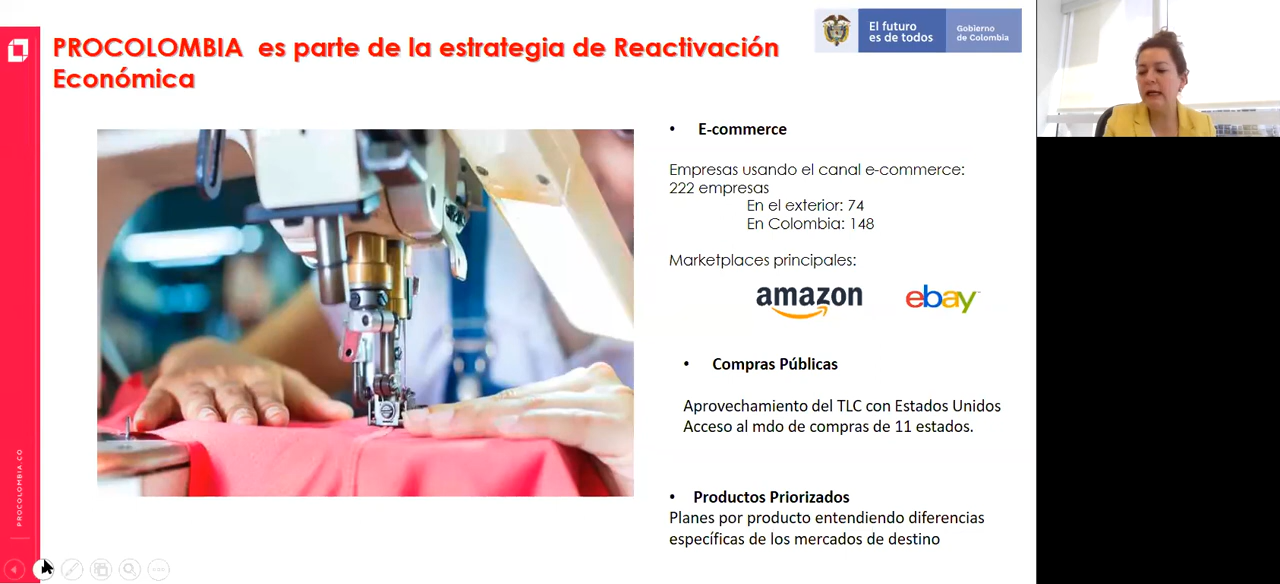 PROCOLOMBIA es parte de la estrategia de Reactivación
Económica
El futuro
es de todos
Gobierno
de Colombia
• E-commerce
Empresas usando el canal e-commerce:
222 empresas
En el exterior: 74
En Colombia: 148
Marketplaces principales:
amazon
ebay
• Compras Públicas
Aprovechamiento del TLC con Estados Unidos
Acceso al mdo de compras de 11 estados.
• Productos Priorizados
Planes por producto entendiendo diferencias
específicas de los mercados de destino
PROCOLOMBIA.CO